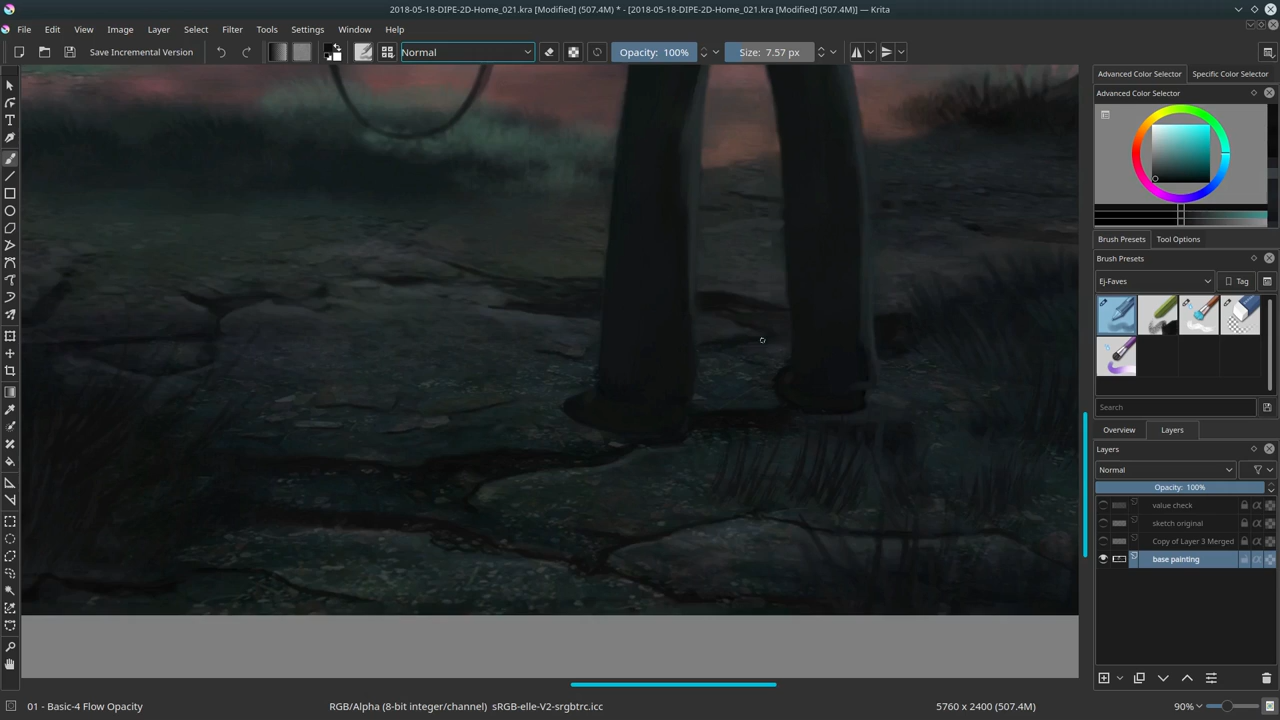 2018-05-18-DIPE-2D-Home_021.kra [Modified] (507.4M) * - [2018-05-18-DIPE-2D-Home_021.kra [Modified] (507.4M)] — Krita
File Edit View Image Layer Select Filter Tools Settings Window Help
Save Incremental Version Normal Opacity: 100% Size: 7.57 px
Advanced Color Selector Specific Color Selector
Advanced Color Selector
Brush Presets Tool Options
Brush Presets
Ej-Faves Tag
Search
Overview Layers
Layers
Normal
Opacity: 100%
value check
sketch original
Copy of Layer 3 Merged
base painting
01 - Basic-4 Flow Opacity RGB/Alpha (8-bit integer/channel) sRGB-elle-V2-srgbtrc.icc 5760 x 2400 (507.4M) 90%